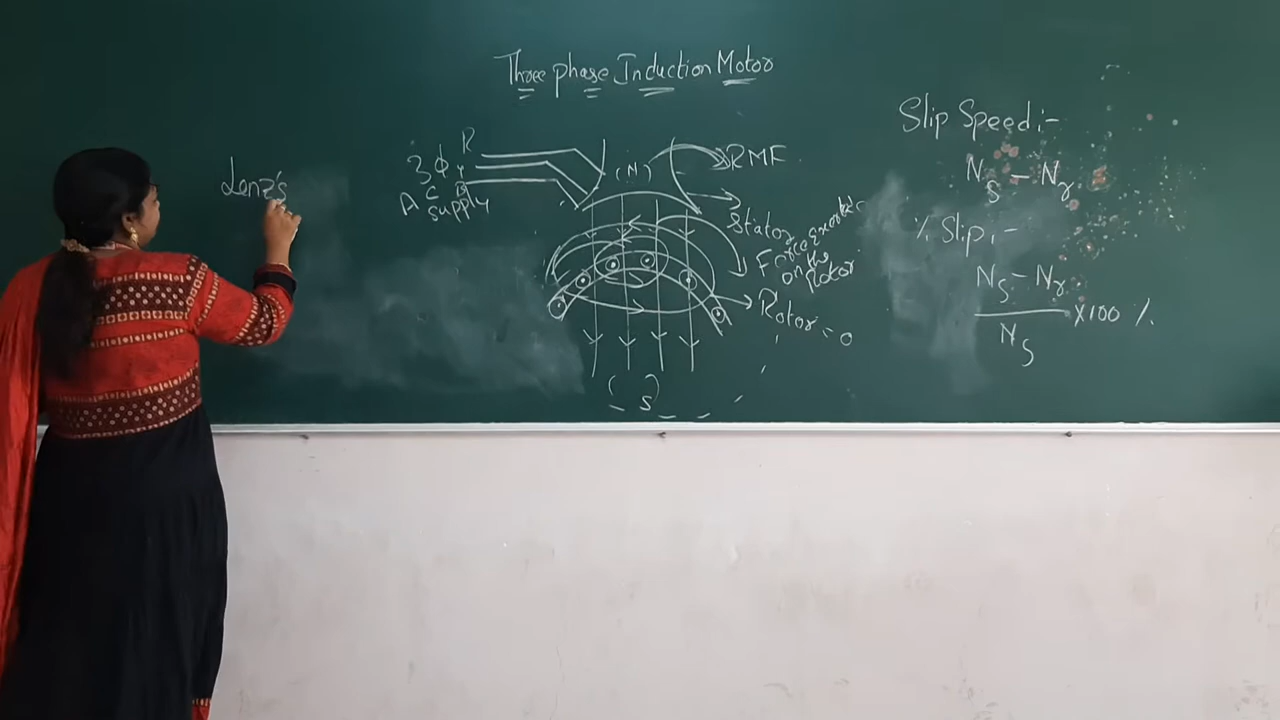 Three phase Induction Motor
Lenz's
3 ϕ
A C
supply
R
Y
B
(N)
RMF
Stator
Force exerted
on the
Rotor
Rotor = 0
S
Slip Speed:-
Ns - Nr
% Slip:-
Ns - Nr
Ns
X100 %